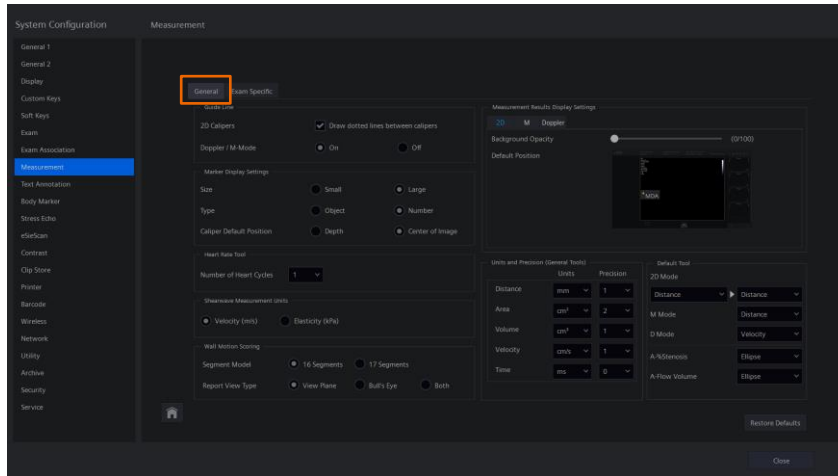 System Configuration
Measurement
General 1
General 2
Display
Custom Keys
Soft Keys
Exam
Exam Association
Measurement
Text Annotation
Body Marker
Stress Echo
eSieScan
Contrast
Clip Store
Printer
Barcode
Wireless
Network
Utility
Archive
Security
Service
General
Exam Specific
Guide Line
2D Calipers
Draw dotted lines between calipers
Doppler / M-Mode
On
Off
Marker Display Settings
Size
Small
Large
Type
Object
Number
Caliper Default Position
Depth
Center of Image
Heart Rate Tool
Number of Heart Cycles
1
Shearwave Measurement Units
Velocity (m/s)
Elasticity (kPa)
Wall Motion Scoring
Segment Model
16 Segments
17 Segments
Report View Type
View Plane
Bull's Eye
Both
Measurement Results Display Settings
2D
M
Doppler
Background Opacity
(0/100)
Default Position
MDA
Units and Precision (General Tools)
Units
Precision
Distance
mm
1
Area
cm²
2
Volume
cm³
1
Velocity
cm/s
1
Time
ms
0
Default Tool
2D Mode
Distance
Distance
M Mode
Distance
D Mode
Velocity
A-%Stenosis
Ellipse
A-Flow Volume
Ellipse
Restore Defaults
Close